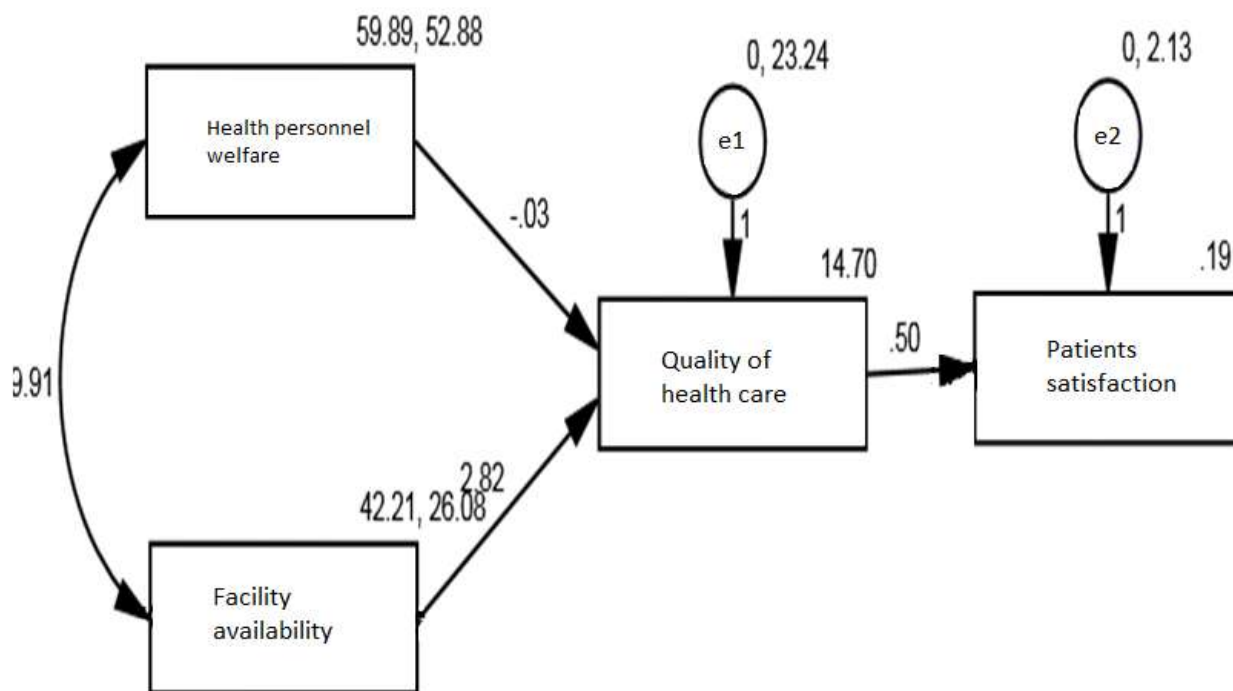 59.89, 52.88
0, 23.24
0, 2.13
Health personnel
welfare
e1
e2
-.03
1
1
14.70
.19
9.91
Quality of
health care
.50
Patients
satisfaction
2.82
42.21, 26.08
Facility
availability